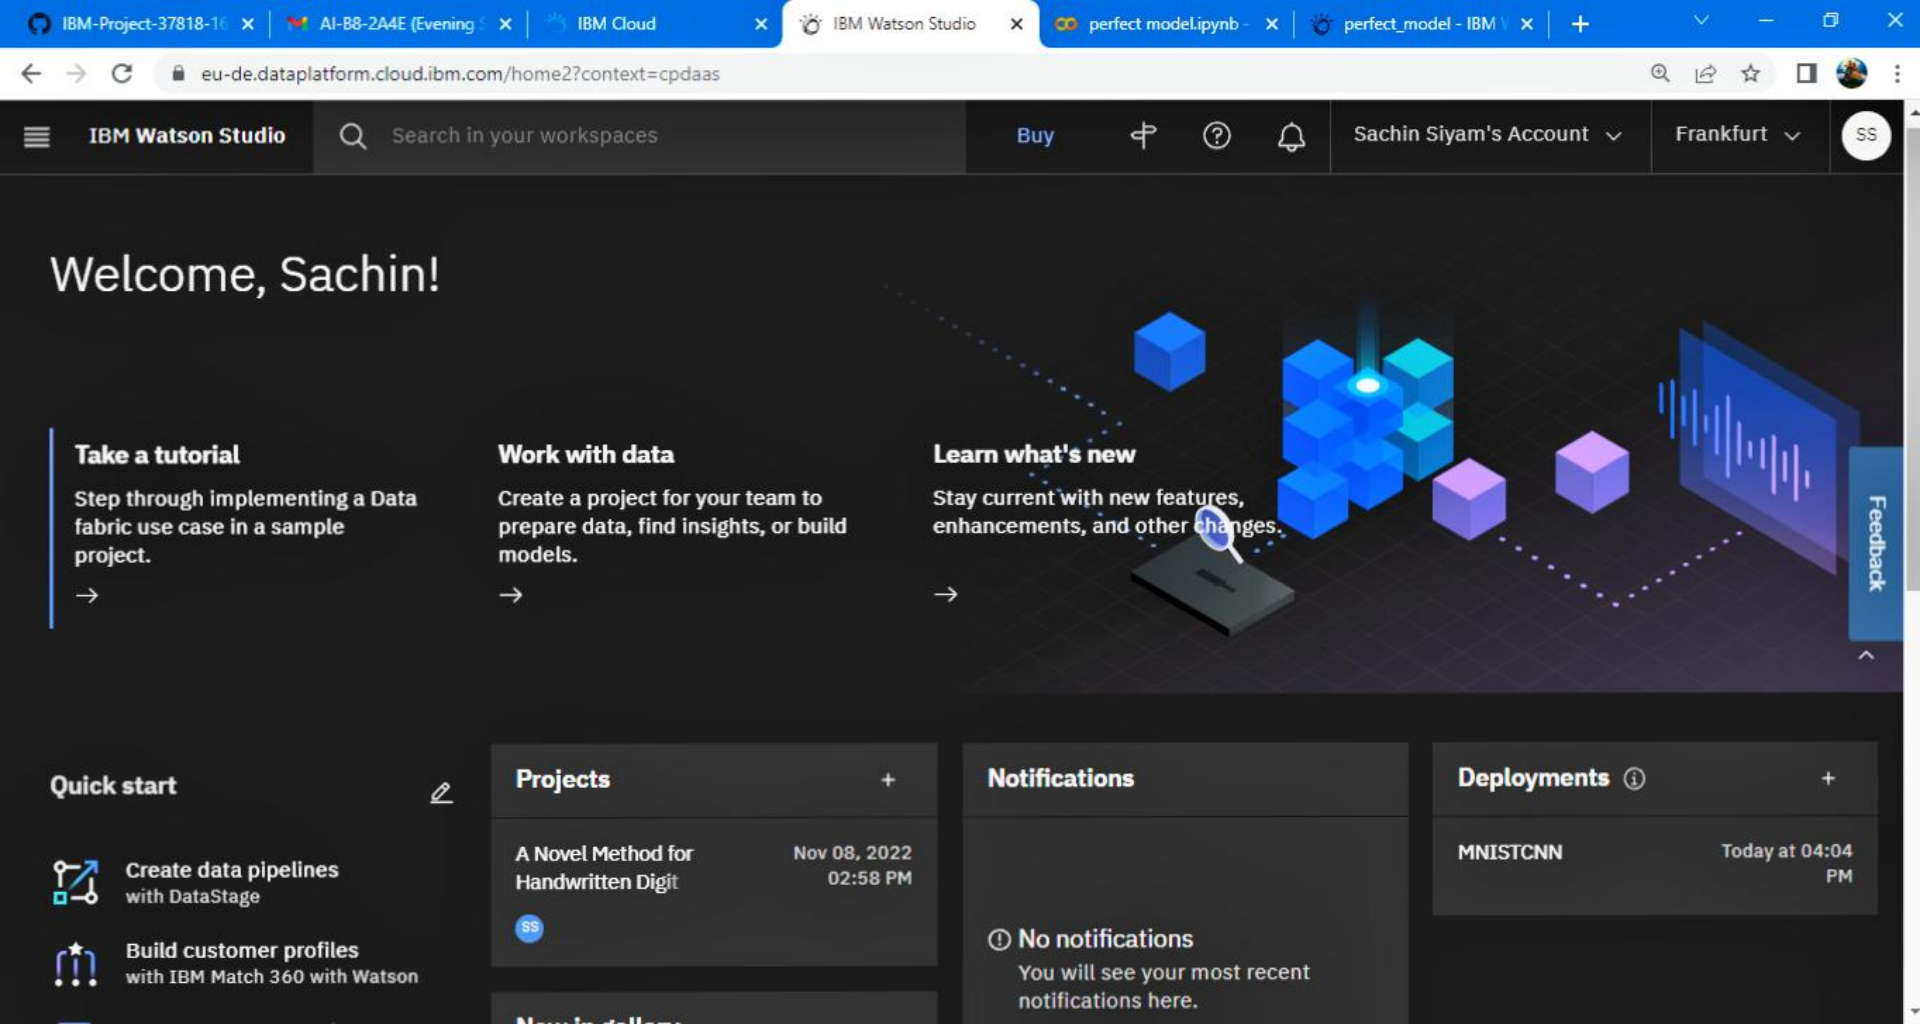 IBM-Project-37818-16
AI-B8-2A4E (Evening S
IBM Cloud
IBM Watson Studio
perfect model.ipynb -
perfect_model - IBM W
eu-de.dataplatform.cloud.ibm.com/home2?context=cpdaas
IBM Watson Studio
Search in your workspaces
Buy
Sachin Siyam's Account
Frankfurt
SS
Welcome, Sachin!
Take a tutorial
Step through implementing a Data
fabric use case in a sample
project.
Work with data
Create a project for your team to
prepare data, find insights, or build
models.
Learn what's new
Stay current with new features,
enhancements, and other changes.
Feedback
Quick start
Create data pipelines
with DataStage
Build customer profiles
with IBM Match 360 with Watson
Projects
A Novel Method for
Handwritten Digit
Nov 08, 2022
02:58 PM
SS
New in gallery
Notifications
No notifications
You will see your most recent
notifications here.
Deployments
MNISTCNN
Today at 04:04
PM